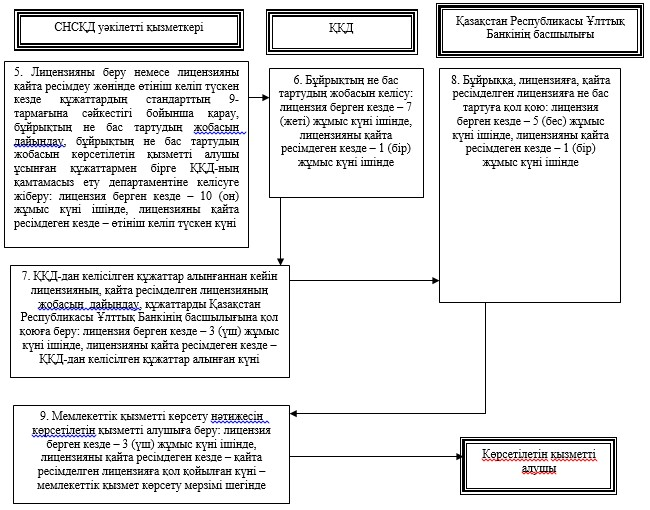 СНСҚД уәкілетті қызметкері
ҚҚД
Қазақстан Республикасы Ұлттық
Банкінің басшылығы
5. Лицензияны беру немесе лицензияны
қайта ресімдеу жөнінде өтініш келіп түскен
кезде құжаттардың стандарттың 9-
тармағына сәйкестігі бойынша қарау,
бұйрықтың не бас тартудың жобасын
дайындау, бұйрықтың не бас тартудың
жобасын көрсетілетін қызметті алушы
ұсынған құжаттармен бірге ҚҚД-ның
қамтамасыз ету департаментіне келісуге
жіберу: лицензия берген кезде – 10 (он)
жұмыс күні ішінде, лицензияны қайта
ресімдеген кезде – өтініш келіп түскен күні
6. Бұйрықтың не бас
тартудың жобасын келісу:
лицензия берген кезде – 7
(жеті) жұмыс күні ішінде,
лицензияны қайта
ресімдеген кезде – 1 (бір)
жұмыс күні ішінде
8. Бұйрыққа, лицензияға, қайта
ресімделген лицензияға не бас
тартуға қол қою: лицензия
берген кезде – 5 (бес) жұмыс
күні ішінде, лицензияны қайта
ресімдеген кезде – 1 (бір)
жұмыс күні ішінде
7. ҚҚД-дан келісілген құжаттар алынғаннан кейін
лицензияның, қайта ресімделген лицензияның
жобасын дайындау, құжаттарды Қазақстан
Республикасы Ұлттық Банкінің басшылығына қол
қоюға беру: лицензия берген кезде – 3 (үш) жұмыс
күні ішінде, лицензияны қайта ресімдеген кезде –
ҚҚД-дан келісілген құжаттар алынған күні
9. Мемлекеттік қызметті көрсету нәтижесін
көрсетілетін қызметті алушыға беру: лицензия
берген кезде – 3 (үш) жұмыс күні ішінде,
лицензияны қайта ресімдеген кезде – қайта
ресімделген лицензияға қол қойылған күні –
мемлекеттік қызмет көрсету мерзімі шегінде
Көрсетілетін қызметті
алушы